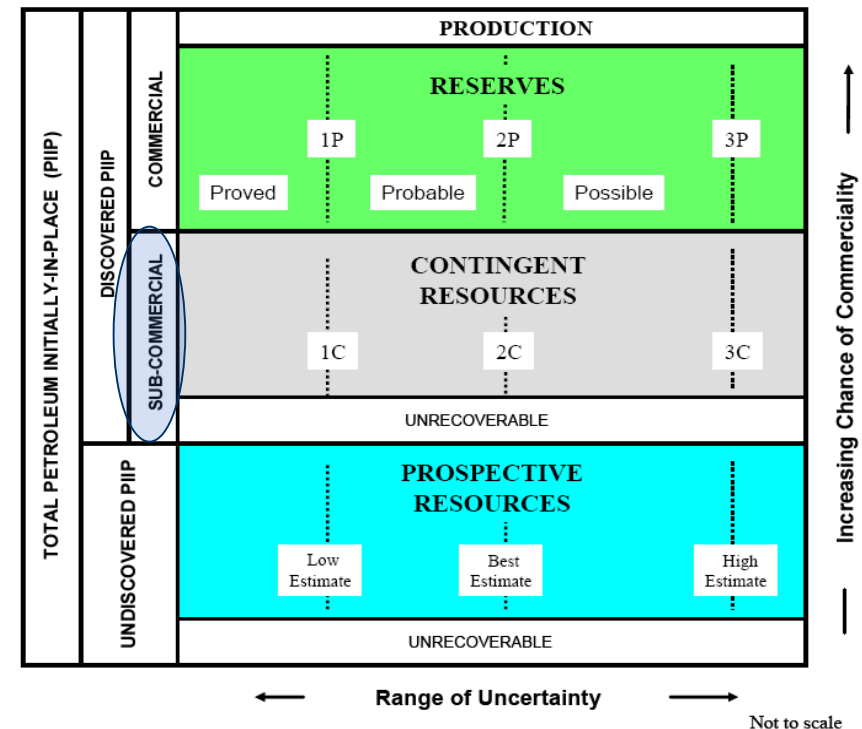 PRODUCTION
RESERVES
1P
2P
3P
Proved
Probable
Possible
CONTINGENT
RESOURCES
1C
2C
3C
UNRECOVERABLE
PROSPECTIVE
RESOURCES
Low
Estimate
Best
Estimate
High
Estimate
UNRECOVERABLE
TOTAL PETROLEUM INITIALLY-IN-PLACE (PIIP)
DISCOVERED PIIP
UNDISCOVERED PIIP
COMMERCIAL
SUB-COMMERCIAL
Increasing Chance of Commerciality
Range of Uncertainty
Not to scale